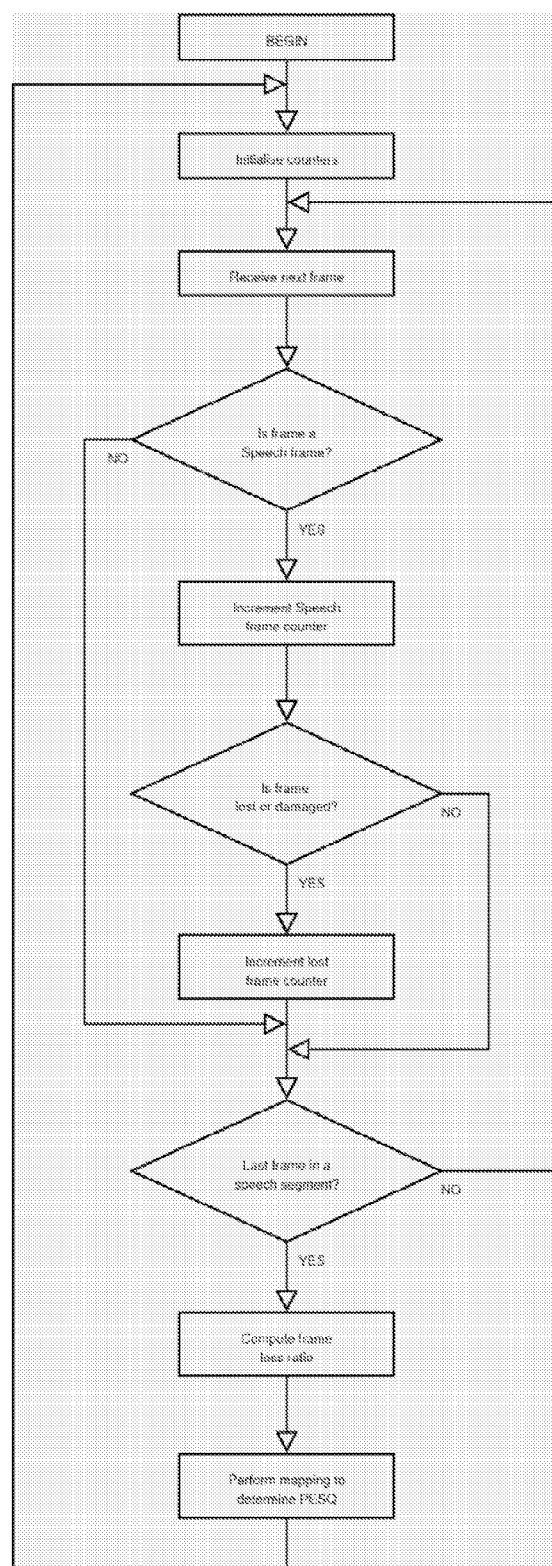 BEGIN
Initialize counters
Receive next frame
Is frame a
Speech frame?
NO
YES
Increment Speech
frame counter
Is frame
lost or damaged?
NO
YES
Increment lost
frame counter
Last frame in a
speech segment?
NO
YES
Compute frame
loss ratio
Perform mapping to
determine PESQ